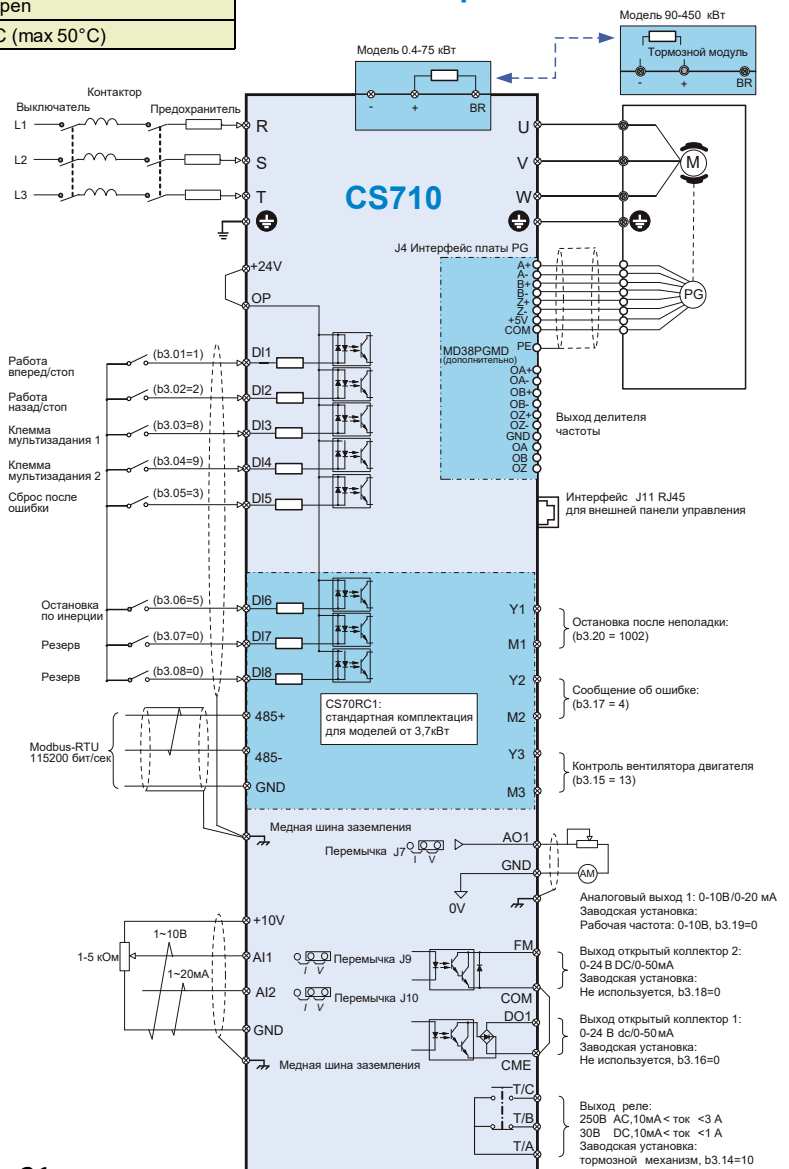 pen
C (max 50°C)
Модель 90-450 кВт
Модель 0.4-75 кВт
Тормозной модуль
- + BR
- + BR
Контактор
Выключатель
Предохранитель
L1
L2
L3
R
S
T
U
V
W
CS710
M
J4 Интерфейс платы PG
+24V
OP
A+
A-
B+
B-
Z+
Z-
+5V
COM
PE
PG
MD38PGMD
(дополнительно)
OA+
OA-
OB+
OB-
OZ+
OZ-
GND
OA
OB
OZ
Выход делителя
частоты
Работа
вперед/стоп
(b3.01=1)
DI1
Работа
назад/стоп
(b3.02=2)
DI2
Клемма
мультизадания 1
(b3.03=8)
DI3
Клемма
мультизадания 2
(b3.04=9)
DI4
Сброс после
ошибки
(b3.05=3)
DI5
Интерфейс J11 RJ45
для внешней панели управления
Остановка
по инерции
(b3.06=5)
DI6
Резерв
(b3.07=0)
DI7
Резерв
(b3.08=0)
DI8
Y1
M1
Остановка после неполадки:
(b3.20 = 1002)
Y2
M2
Сообщение об ошибке:
(b3.17 = 4)
Y3
M3
Контроль вентилятора двигателя
(b3.15 = 13)
CS70RC1:
стандартная комплектация
для моделей от 3,7кВт
Modbus-RTU
115200 бит/сек
485+
485-
GND
Медная шина заземления
Перемычка J7
I V
AO1
GND
0V
AM
Аналоговый выход 1: 0-10В/0-20 мА
Заводская установка:
Рабочая частота: 0-10В, b3.19=0
+10V
1~10В
1-5 кОм
AI1
I V
Перемычка J9
1~20мА
AI2
I V
Перемычка J10
GND
Медная шина заземления
FM
COM
Выход открытый коллектор 2:
0-24 В DC/0-50мА
Заводская установка:
Не используется, b3.18=0
DO1
CME
Выход открытый коллектор 1:
0-24 В dc/0-50 мА
Заводская установка:
Не используется, b3.16=0
T/C
T/B
T/A
Выход реле:
250В AC,10мА< ток <3 А
30В DC,10мА< ток <1 А
Заводская установка:
тормозной механизм, b3.14=10